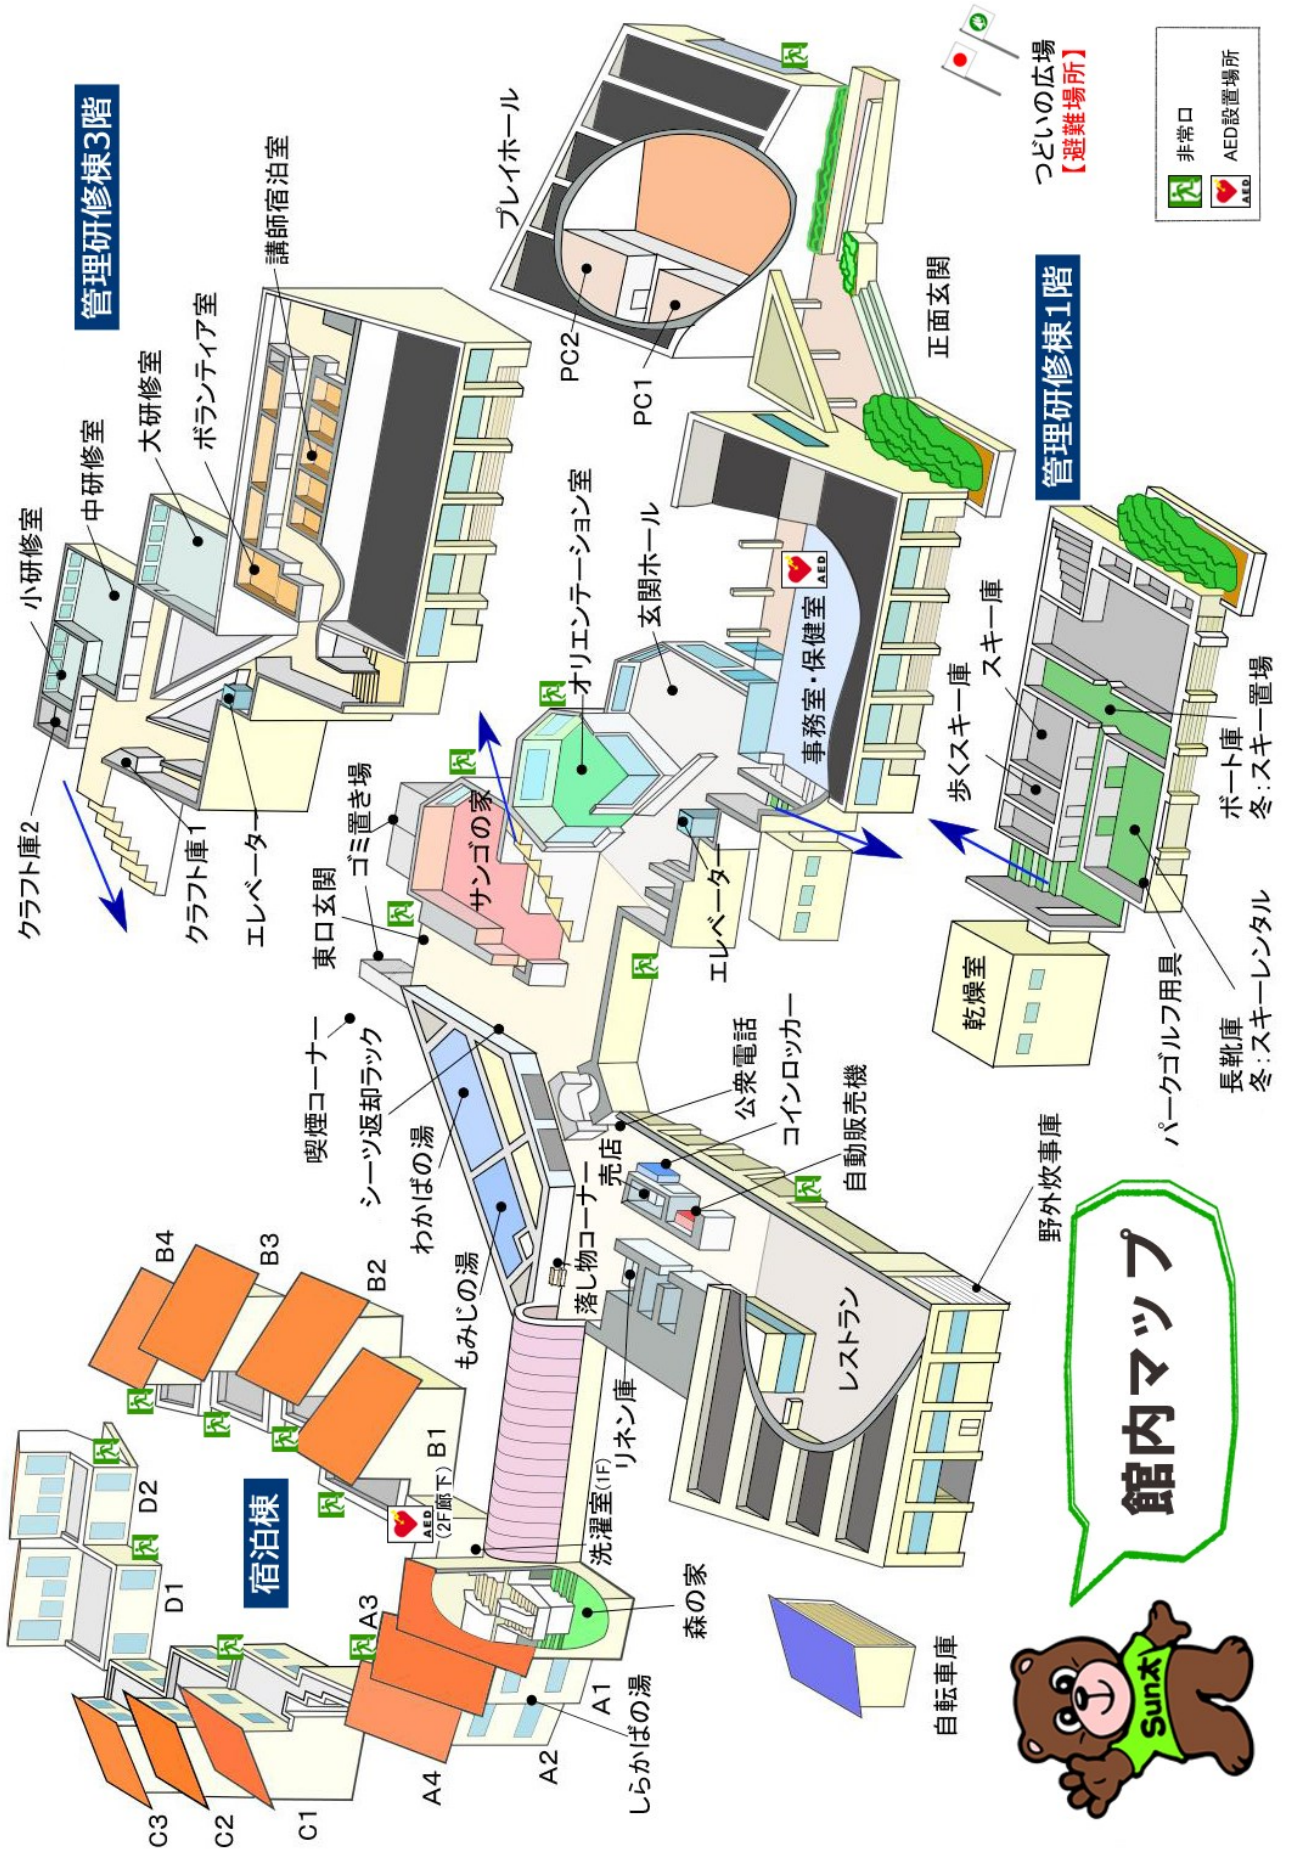 館内マップ
Sun太
宿泊棟
C3
C2
C1
D1
D2
B4
B3
B2
B1
A4
A3
A2
A1
AED
(2F廊下)
洗濯室(1F)
しらかばの湯
森の家
自転車庫
リネン庫
レストラン
野外炊事庫
もみじの湯
わかばの湯
落し物コーナー
売店
公衆電話
コインロッカー
自動販売機
シーツ返却ラック
喫煙コーナー
東口玄関
ゴミ置き場
サンゴの家
エレベーター
オリエンテーション室
玄関ホール
事務室・保健室
AED
プレイホール
PC2
PC1
正面玄関
つどいの広場
【避難場所】
非常口
AED設置場所
AED
管理研修棟3階
クラフト庫2
小研修室
中研修室
大研修室
ボランティア室
講師宿泊室
クラフト庫1
エレベーター
管理研修棟1階
乾燥室
歩くスキー庫
スキー庫
パークゴルフ用具
長靴庫
冬:スキーレンタル
ボート庫
冬:スキー置場